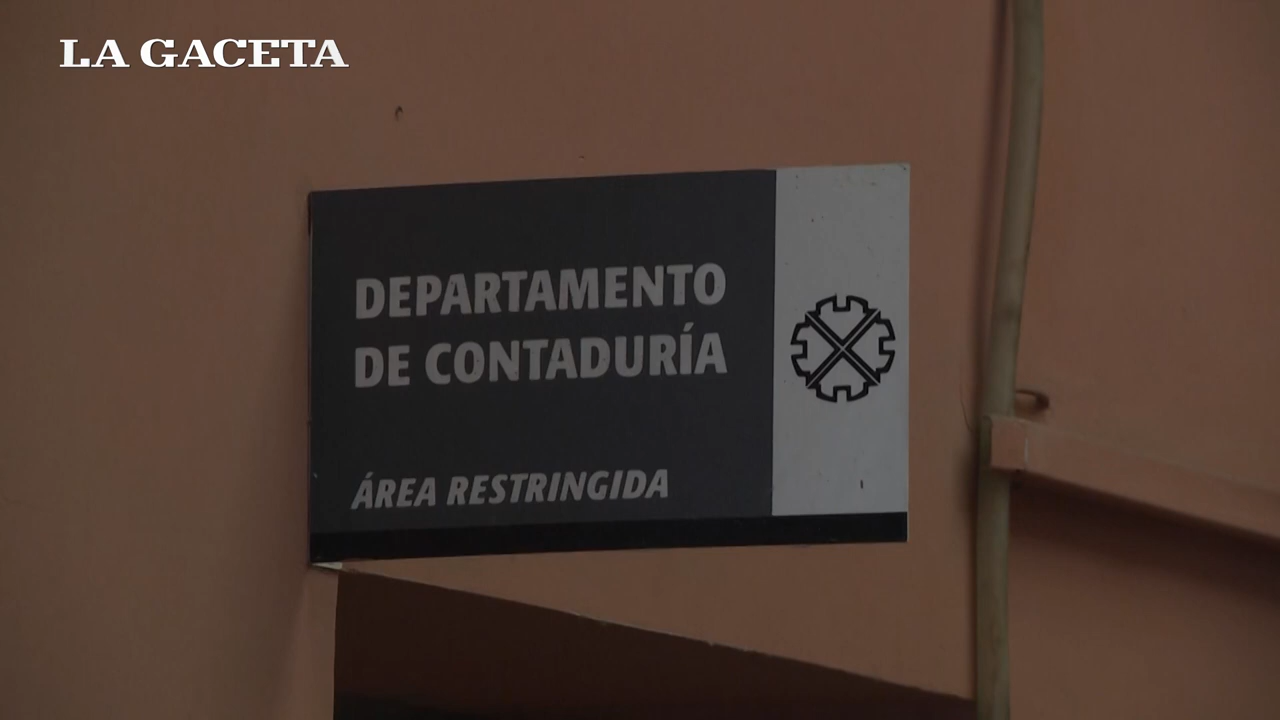 LA GACETA
DEPARTAMENTO
DE CONTADURÍA
ÁREA RESTRINGIDA